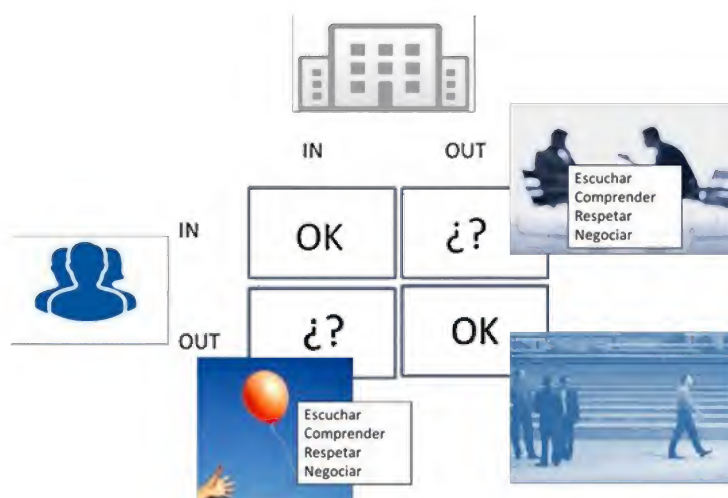 IN OUT
Escuchar
Comprender
Respetar
Negociar
IN OK ¿?
OUT ¿? OK
Escuchar
Comprender
Respetar
Negociar